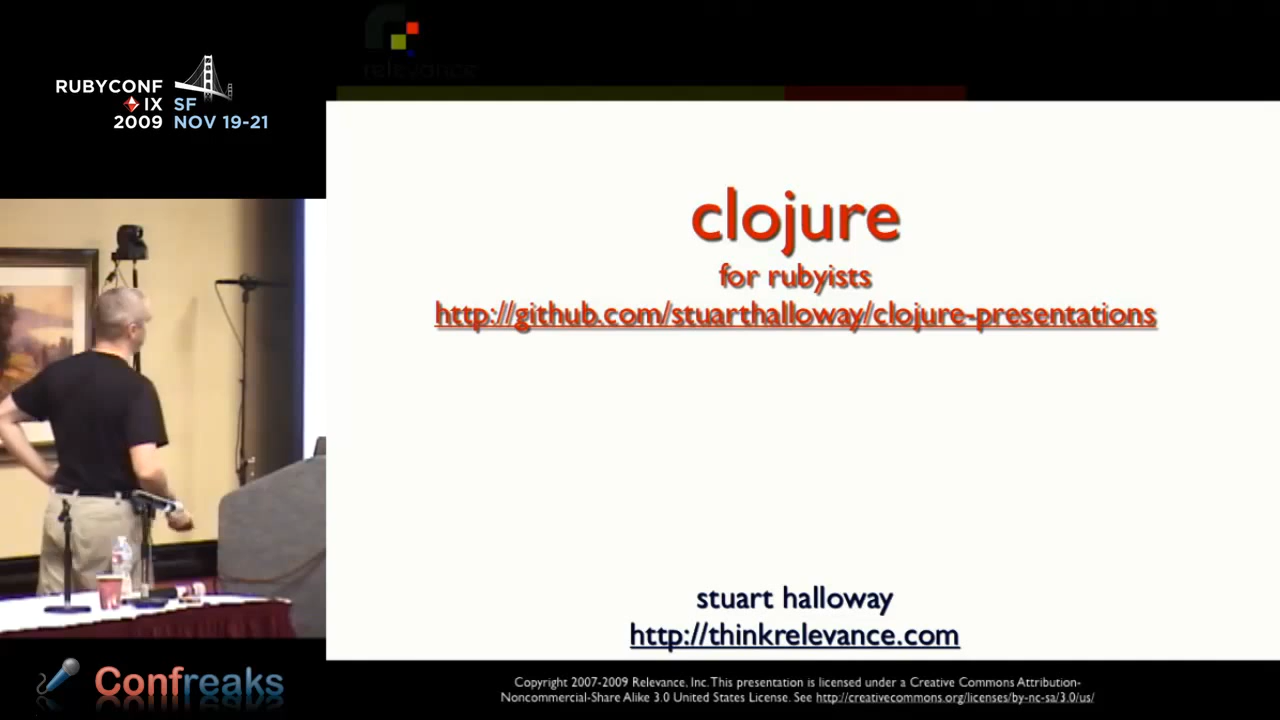 relevance
RUBYCONF
IX SF
2009 NOV 19-21
clojure
for rubyists
http://github.com/stuarthalloway/clojure-presentations
stuart halloway
http://thinkrelevance.com
Confreaks
Copyright 2007-2009 Relevance, Inc. This presentation is licensed under a Creative Commons Attribution-
Noncommercial-Share Alike 3.0 United States License. See http://creativecommons.org/licenses/by-nc-sa/3.0/us/